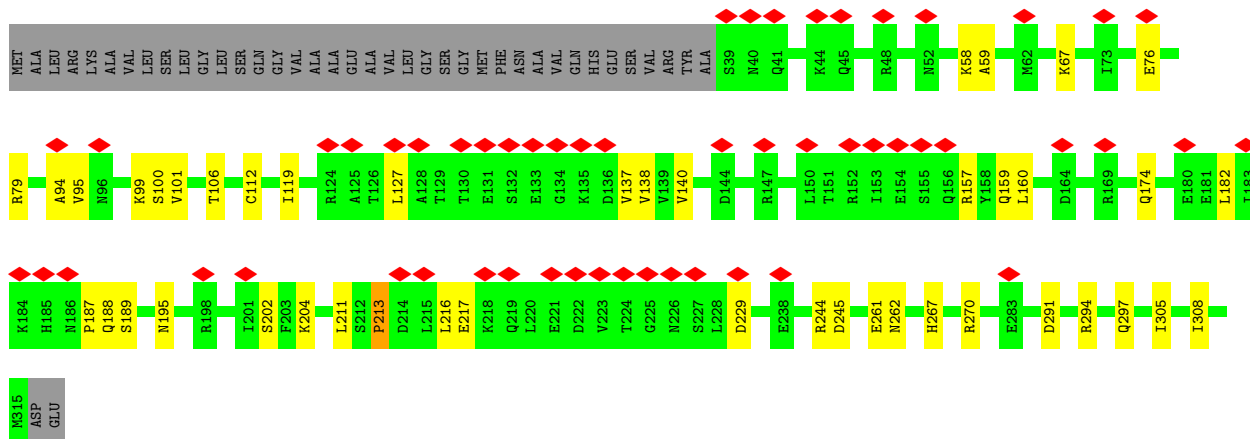 MET ALA LEU ARG LYS ALA VAL LEU SER LEU GLY LEU SER GLN GLY VAL ALA ALA GLU ALA VAL LEU GLY SER GLY MET PHE ASN ALA VAL GLN HIS GLU SER VAL ARG TYR ALA S39 N40 Q41 K44 Q45 R48 N52 K58 A59 M62 K67 I73 E76
R79 A94 V95 N96 K99 S100 V101 T106 C112 I119 R124 A125 T126 L127 A128 T129 T130 E131 S132 E133 G134 K135 D136 V137 V138 V139 V140 D144 R147 L150 T151 R152 I153 E154 S155 Q156 R157 Y158 Q159 L160 D164 R169 Q174 E180 E181 L182 I183
K184 H185 N186 P187 Q188 S189 N195 R198 I201 S202 F203 K204 L211 S212 P213 D214 L215 L216 E217 K218 Q219 L220 E221 D222 V223 T224 G225 N226 S227 L228 D229 E238 R244 D245 E261 N262 H267 R270 E283 D291 R294 Q297 I305 I308
M315 ASP GLU